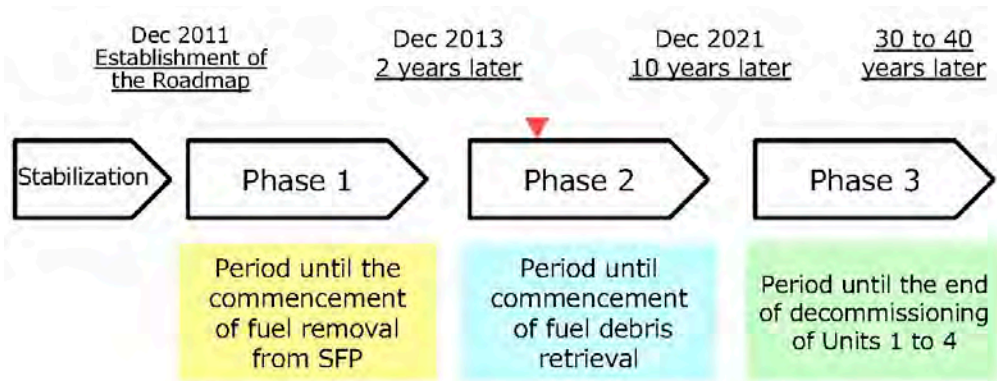 Dec 2011
Establishment of
the Roadmap
Dec 2013
2 years later
Dec 2021
10 years later
30 to 40
years later
Stabilization
Phase 1
Phase 2
Phase 3
Period until the
commencement
of fuel removal
from SFP
Period until
commencement
of fuel debris
retrieval
Period until the end
of decommissioning
of Units 1 to 4